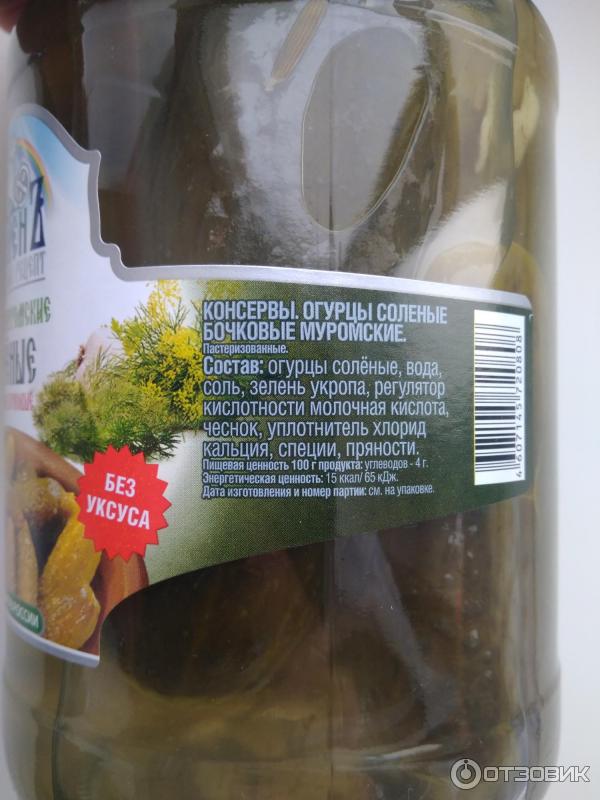 КОНСЕРВЫ. ОГУРЦЫ СОЛЕНЫЕ
БОЧКОВЫЕ МУРОМСКИЕ.
Пастеризованные.
Состав: огурцы солёные, вода,
соль, зелень укропа, регулятор
кислотности молочная кислота,
чеснок, уплотнитель хлорид
кальция, специи, пряности.
Пищевая ценность 100 г продукта: углеводов - 4 г.
Энергетическая ценность: 15 ккал/ 65 кДж.
Дата изготовления и номер партии: см. на упаковке.
4607145720808
БЕЗ
УКСУСА
ОТЗОВИК